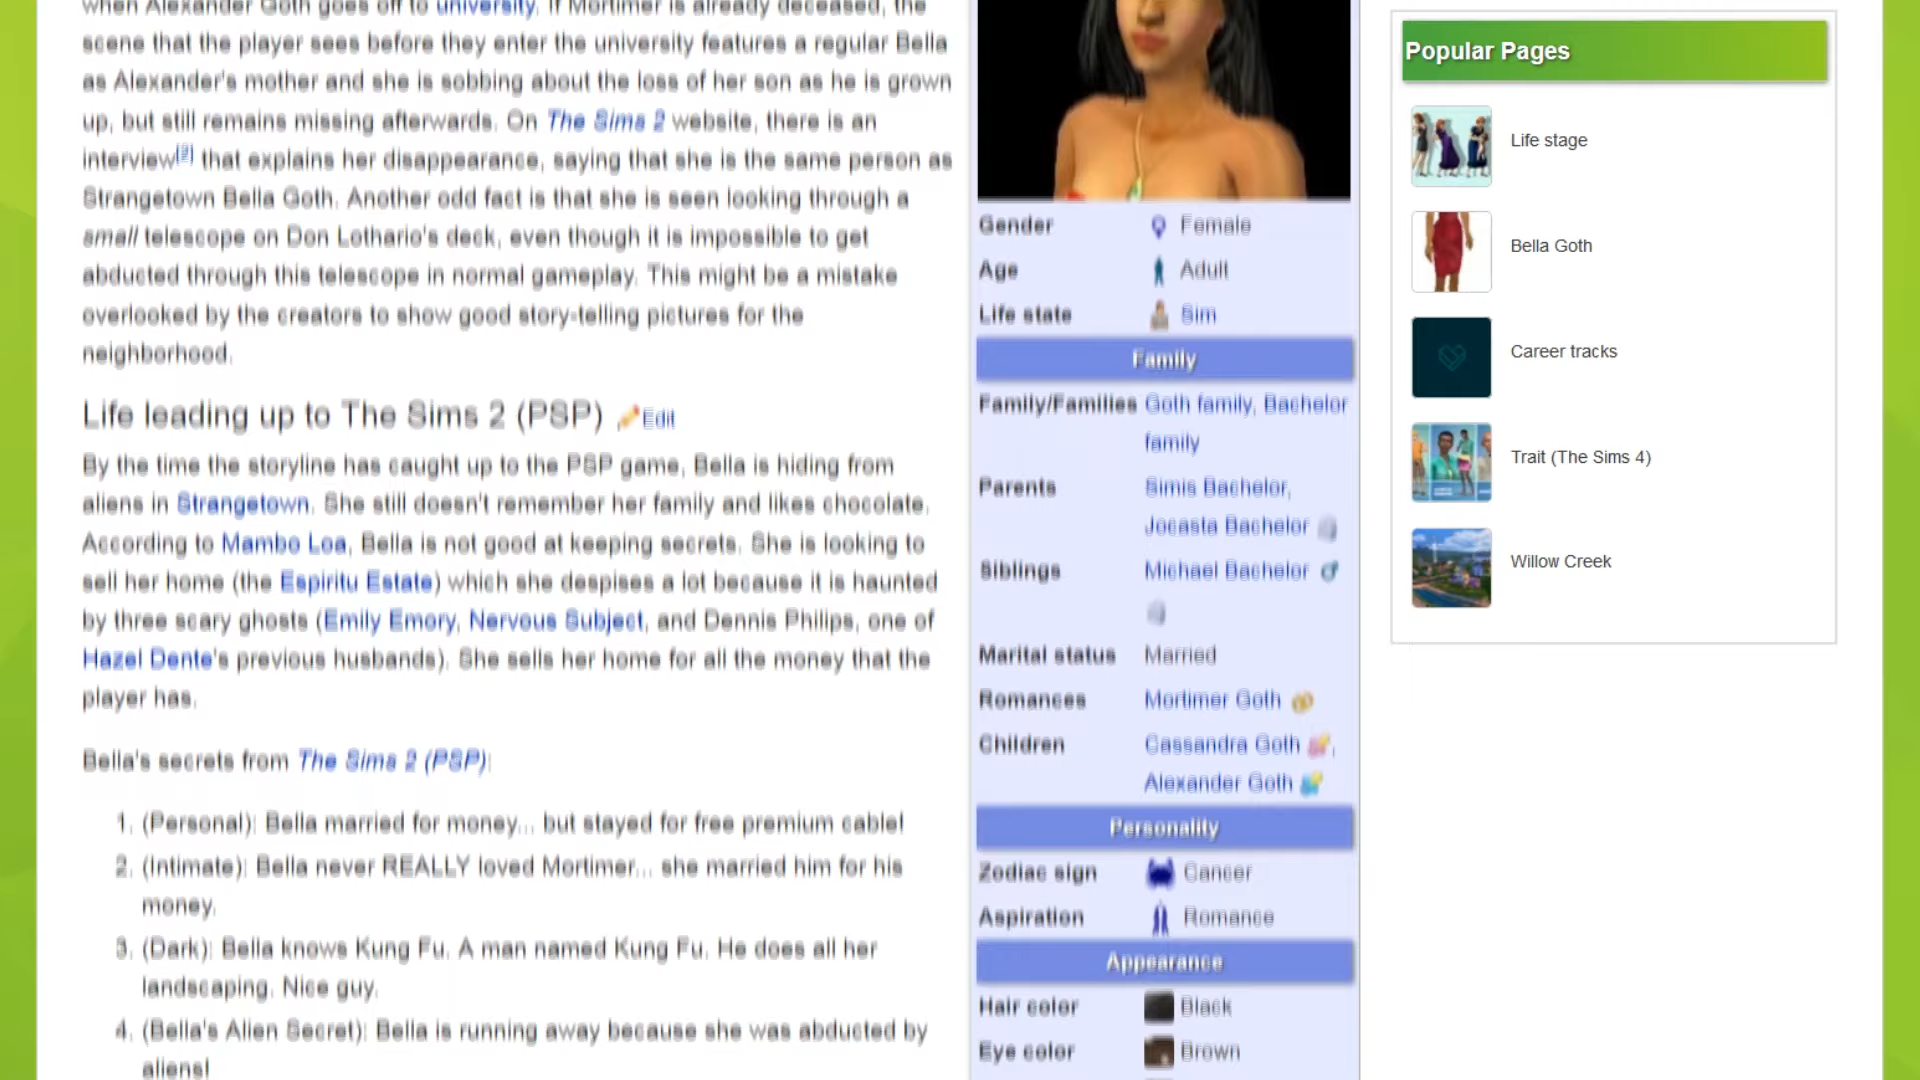 when Alexander Goth goes off to university. If Mortimer is already deceased, the
scene that the player sees before they enter the university features a regular Bella
as Alexander's mother and she is sobbing about the loss of her son as he is grown
up, but still remains missing afterwards. On The Sims 2 website, there is an
interview[2] that explains her disappearance, saying that she is the same person as
Strangetown Bella Goth. Another odd fact is that she is seen looking through a
small telescope on Don Lothario's deck, even though it is impossible to get
abducted through this telescope in normal gameplay. This might be a mistake
overlooked by the creators to show good story-telling pictures for the
neighborhood.
Life leading up to The Sims 2 (PSP) Edit
By the time the storyline has caught up to the PSP game, Bella is hiding from
aliens in Strangetown. She still doesn't remember her family and likes chocolate.
According to Mambo Loa, Bella is not good at keeping secrets. She is looking to
sell her home (the Espiritu Estate) which she despises a lot because it is haunted
by three scary ghosts (Emily Emory, Nervous Subject, and Dennis Philips, one of
Hazel Dente's previous husbands). She sells her home for all the money that the
player has.
Bella's secrets from The Sims 2 (PSP):
1. (Personal): Bella married for money... but stayed for free premium cable!
2. (Intimate): Bella never REALLY loved Mortimer... she married him for his
money.
3. (Dark): Bella knows Kung Fu. A man named Kung Fu. He does all her
landscaping. Nice guy.
4. (Bella's Alien Secret): Bella is running away because she was abducted by
aliens!
Gender Female
Age Adult
Life state Sim
Family
Family/Families Goth family, Bachelor
family
Parents Simis Bachelor,
Jocasta Bachelor
Siblings Michael Bachelor
Marital status Married
Romances Mortimer Goth
Children Cassandra Goth ,
Alexander Goth
Personality
Zodiac sign Cancer
Aspiration Romance
Appearance
Hair color Black
Eye color Brown
Popular Pages
Life stage
Bella Goth
Career tracks
Trait (The Sims 4)
Willow Creek